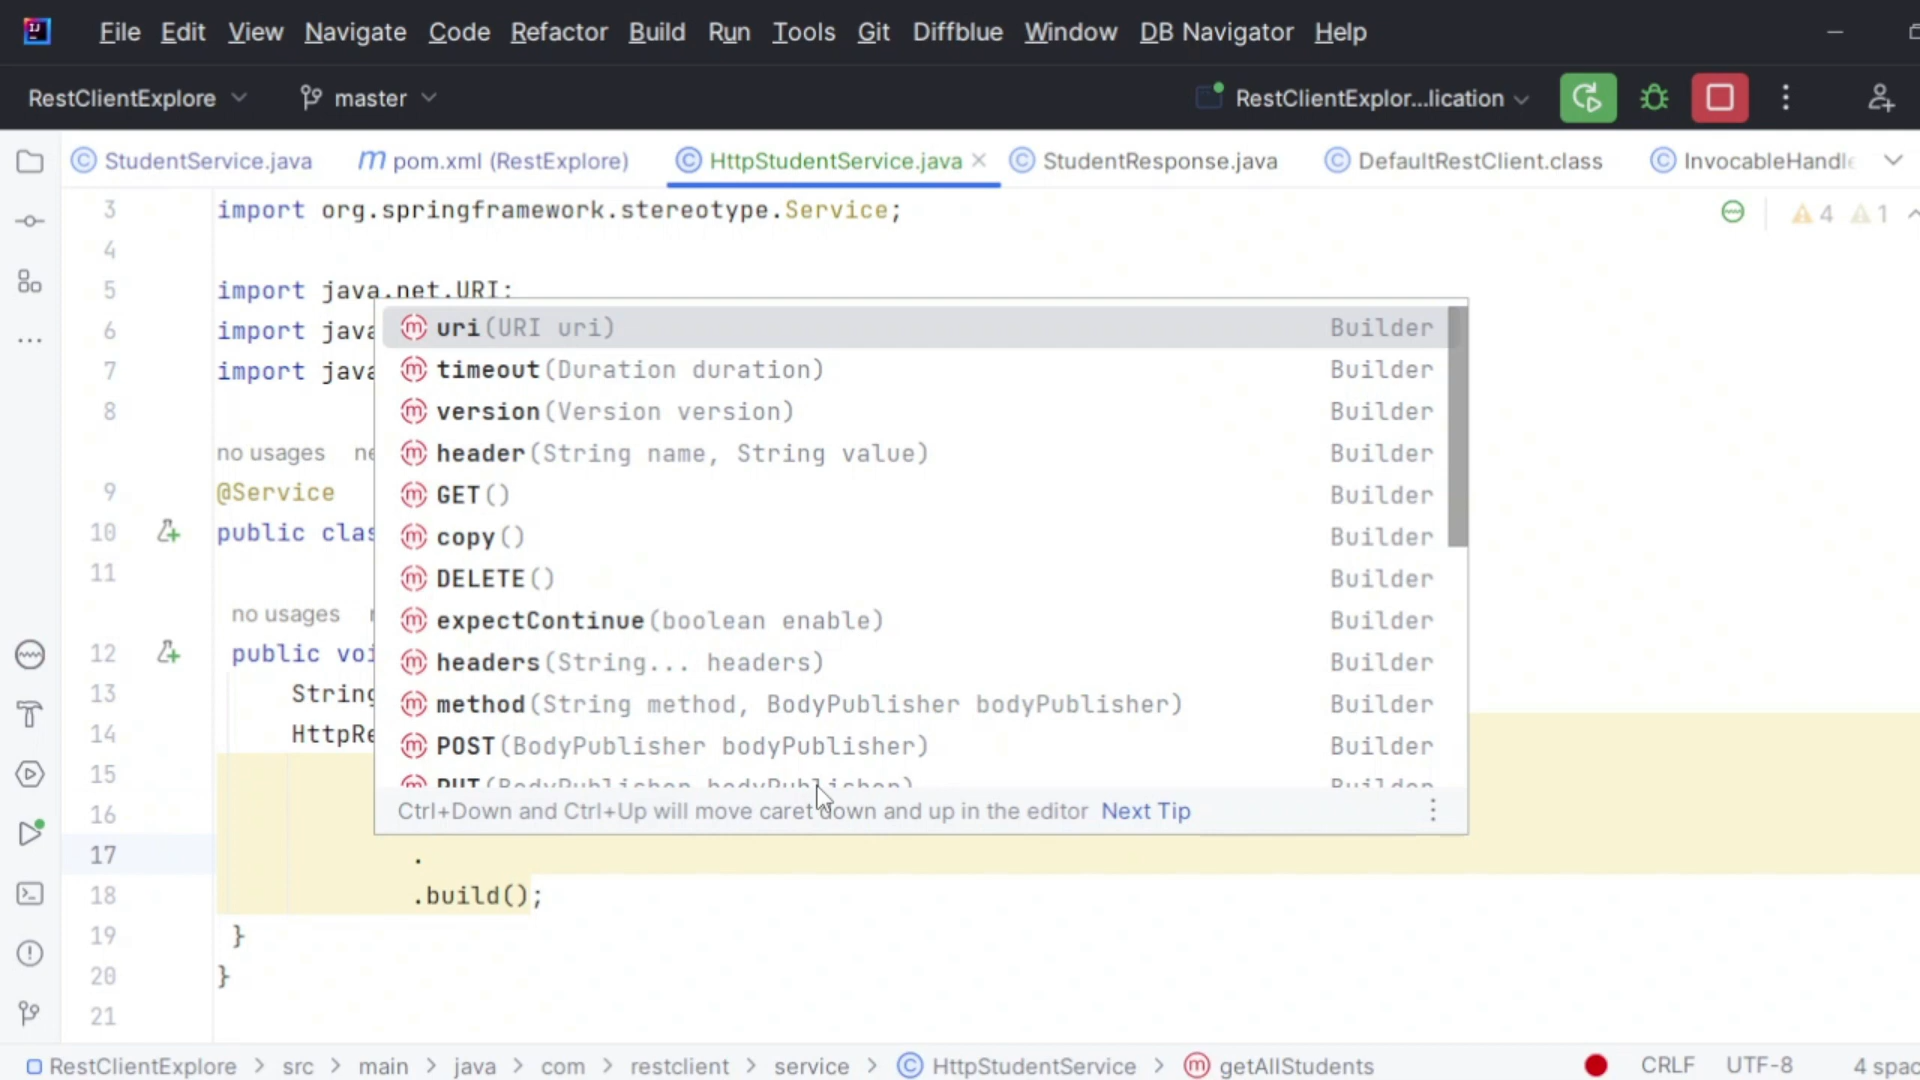 File Edit View Navigate Code Refactor Build Run Tools Git Diffblue Window DB Navigator Help
RestClientExplore master RestClientExplor...lication
StudentService.java pom.xml (RestExplore) HttpStudentService.java StudentResponse.java DefaultRestClient.class InvocableHandle
3 import org.springframework.stereotype.Service; 4 1
4
5 import java.net.URI;
6 import java
7 import java
8
no usages ne
9 @Service
10 public clas
11
no usages
12 public voi
13 String
14 HttpRe
15
16
17 .
18 .build();
19 }
20 }
21
uri(URI uri) Builder
timeout(Duration duration) Builder
version(Version version) Builder
header(String name, String value) Builder
GET() Builder
copy() Builder
DELETE() Builder
expectContinue(boolean enable) Builder
headers(String... headers) Builder
method(String method, BodyPublisher bodyPublisher) Builder
POST(BodyPublisher bodyPublisher) Builder
PUT(BodyPublisher bodyPublisher) Builder
Ctrl+Down and Ctrl+Up will move caret down and up in the editor Next Tip
RestClientExplore > src > main > java > com > restclient > service > HttpStudentService > getAllStudents CRLF UTF-8 4 spac